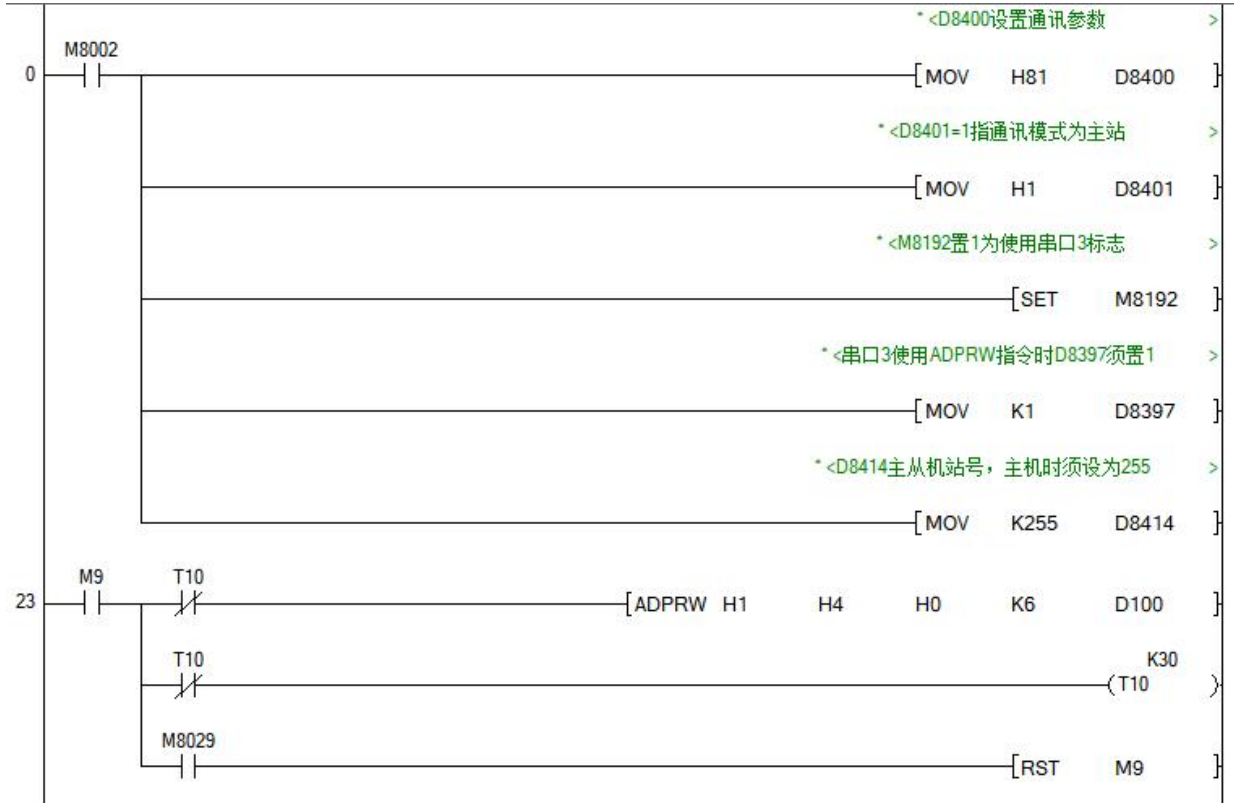 * <D8400设置通讯参数 >
M8002
0 [MOV H81 D8400 ]
* <D8401=1指通讯模式为主站 >
[MOV H1 D8401 ]
* <M8192置1为使用串口3标志 >
[SET M8192 ]
* <串口3使用ADPRW指令时D8397须置1 >
[MOV K1 D8397 ]
* <D8414主从机站号，主机时须设为255 >
[MOV K255 D8414 ]
M9 T10
23 [ADPRW H1 H4 H0 K6 D100 ]
T10 K30
(T10 )
M8029
[RST M9 ]